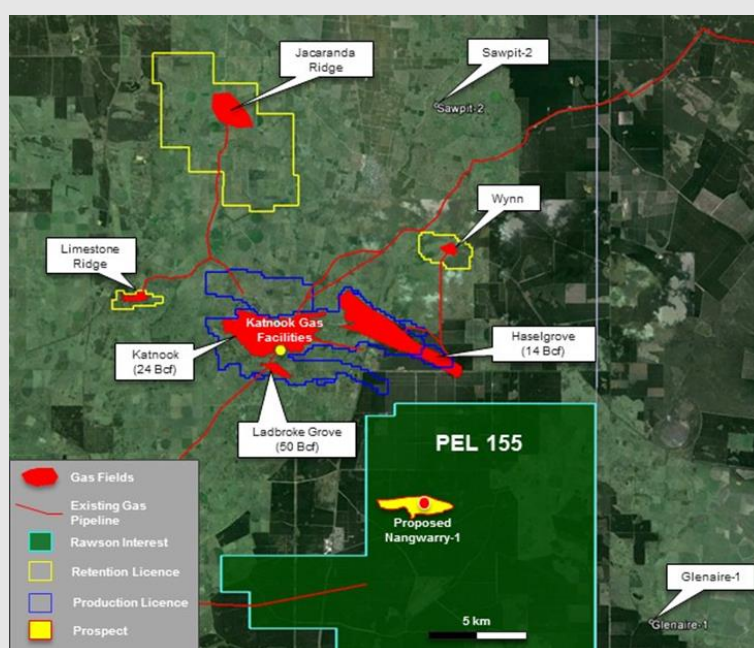 Jacaranda
Ridge
Sawpit-2
Sawpit-2
Wynn
Limestone
Ridge
Katnook Gas
Facilities
Katnook
(24 Bcf)
Haselgrove
(14 Bcf)
Ladbroke Grove
(50 Bcf)
PEL 155
Proposed
Nangwarry-1
Gas Fields
Existing Gas
Pipeline
Rawson Interest
Retention Licence
Production Licence
Prospect
Glenaire-1
Glenaire-1
5 km